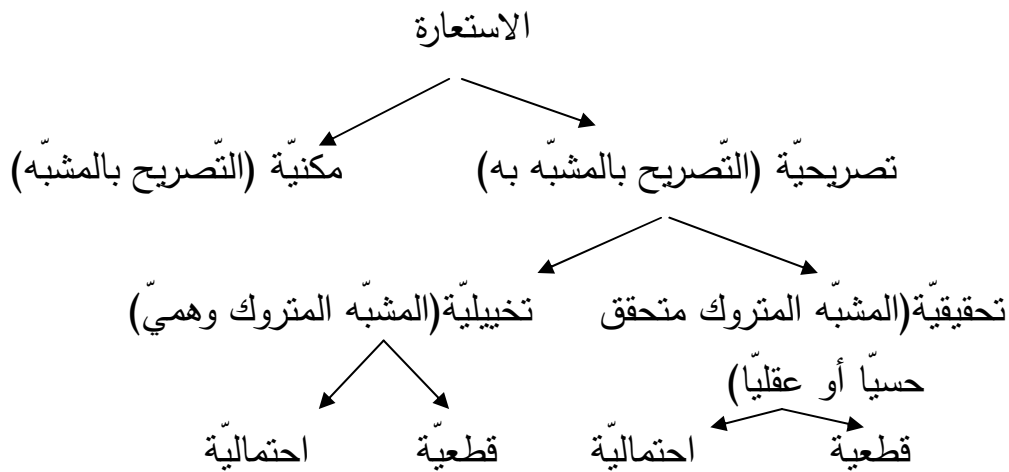 الاستعارة
تصريحيّة (التّصريح بالمشبّه به) مكنيّة (التّصريح بالمشبّه)
تحقيقيّة(المشبّه المتروك متحقق تخييليّة(المشبّه المتروك وهميّ)
حسيّا أو عقليّا)
قطعية احتماليّة قطعيّة احتماليّة